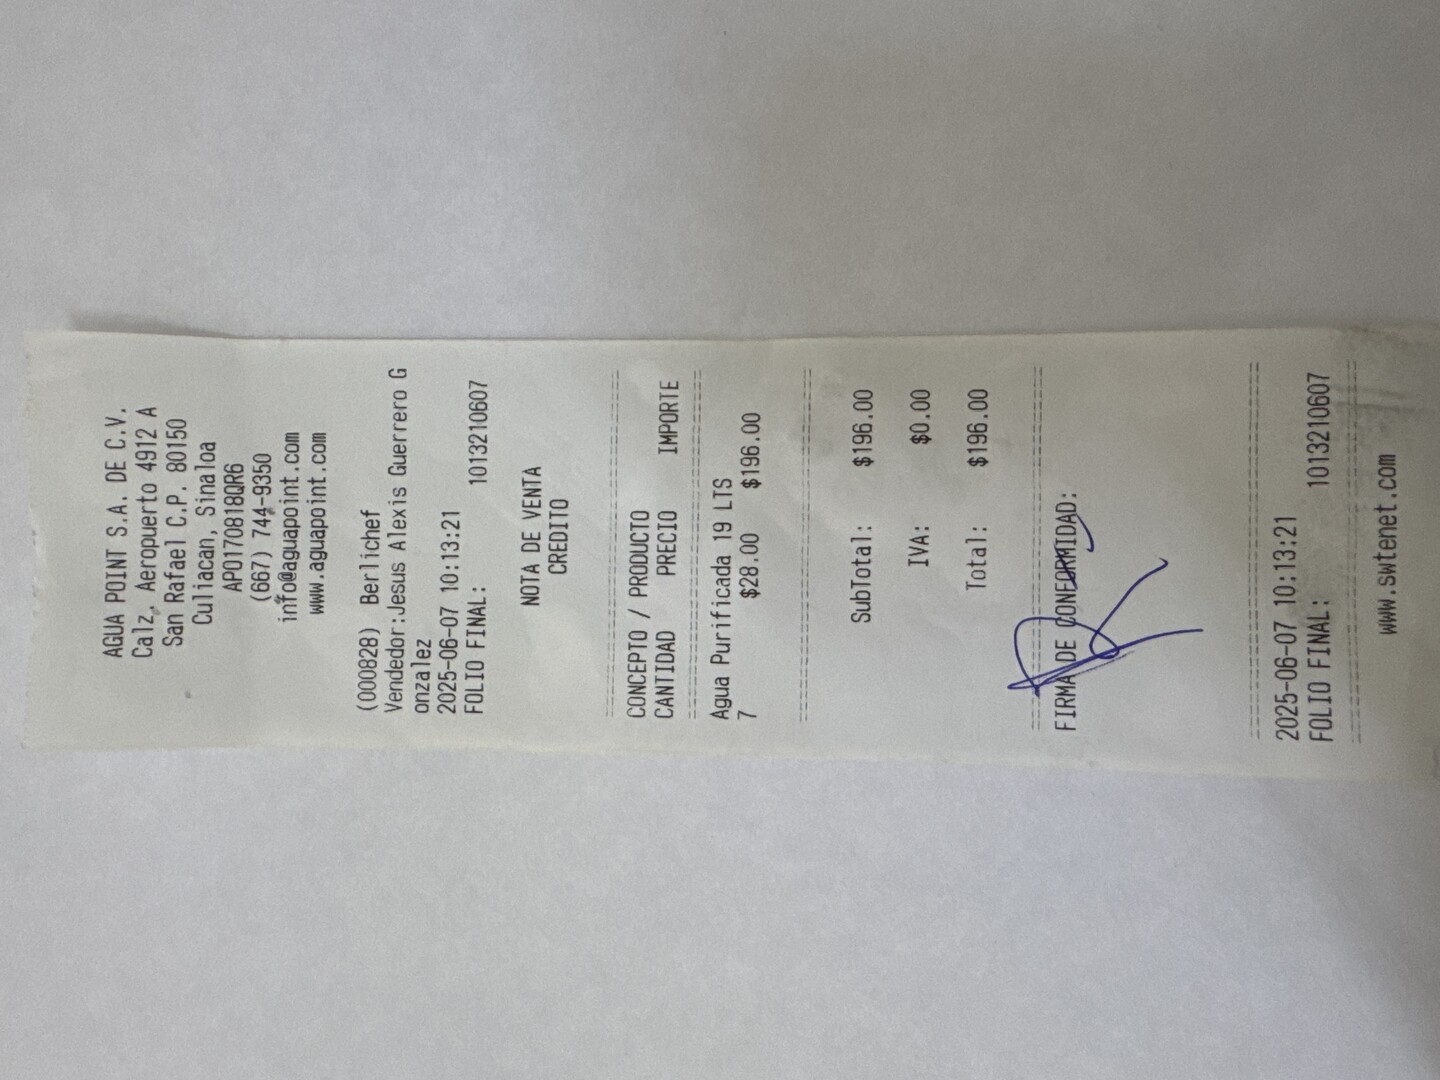 AGUA POINT S.A. DE C.V.
Calz. Aeropuerto 4912 A
San Rafael C.P. 80150
Culiacan, Sinaloa
APO170818QR6
(667) 744-9350
info@aguapoint.com
www.aguapoint.com
(000828) Berlichef
Vendedor:Jesus Alexis Guerrero G
onzalez
2025-06-07 10:13:21
FOLIO FINAL: 1013210607
NOTA DE VENTA
CREDITO
================================
CONCEPTO / PRODUCTO
CANTIDAD PRECIO IMPORTE
================================
Agua Purificada 19 LTS
7 $28.00 $196.00
================================
SubTotal: $196.00
IVA: $0.00
Total: $196.00
================================
FIRMA DE CONFORMIDAD:
================================
2025-06-07 10:13:21
FOLIO FINAL: 1013210607
================================
www.swtenet.com